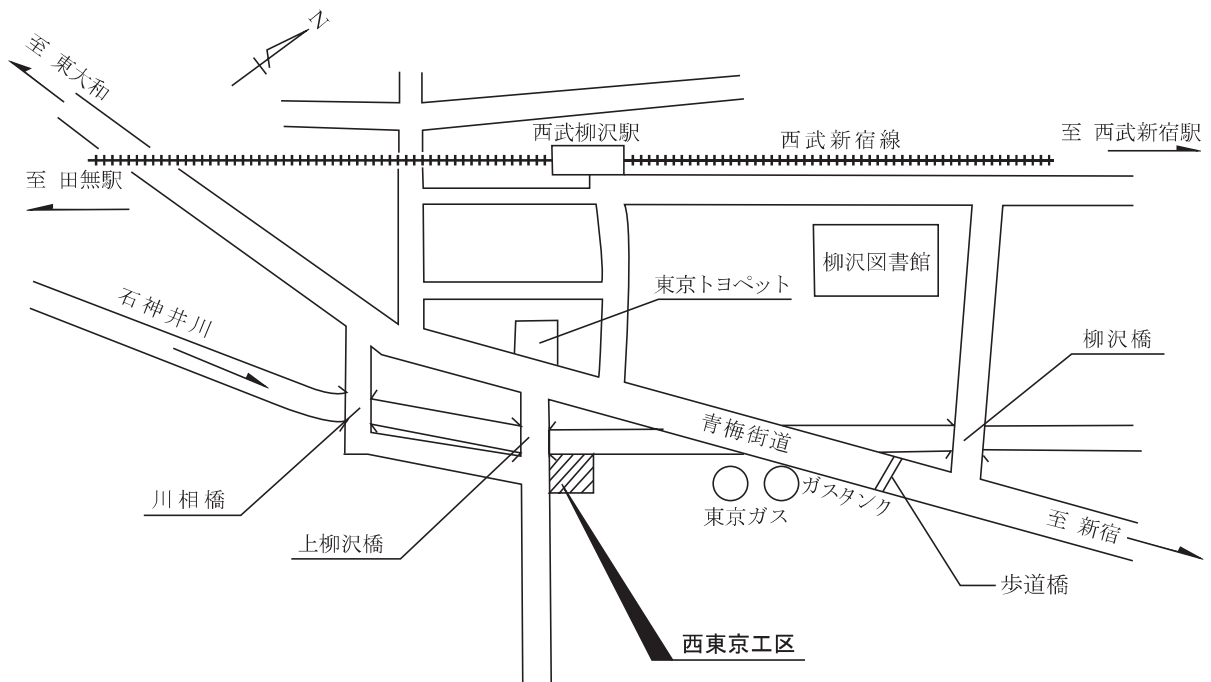 N
至 東大和
西武柳沢駅
西武新宿線
至 西武新宿駅
至 田無駅
柳沢図書館
東京トヨペット
石神井川
柳沢橋
青梅街道
ガスタンク
東京ガス
川相橋
至 新宿
上柳沢橋
歩道橋
西東京工区